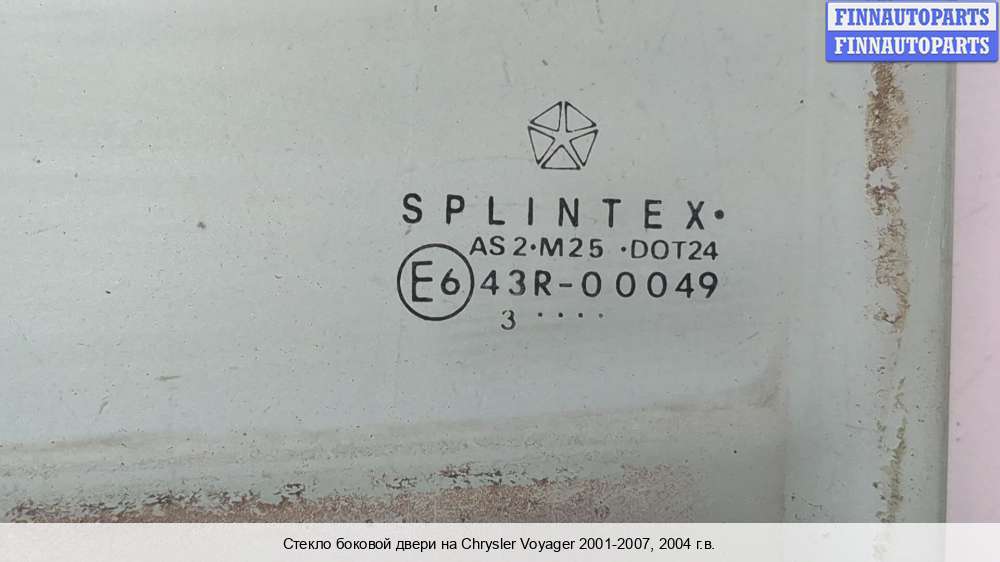 FINNAUTOPARTS
FINNAUTOPARTS
SPLINTEX·
AS2·M25 ·DOT24
E6 43R-00049
3 ····
Стекло боковой двери на Chrysler Voyager 2001-2007, 2004 г.в.